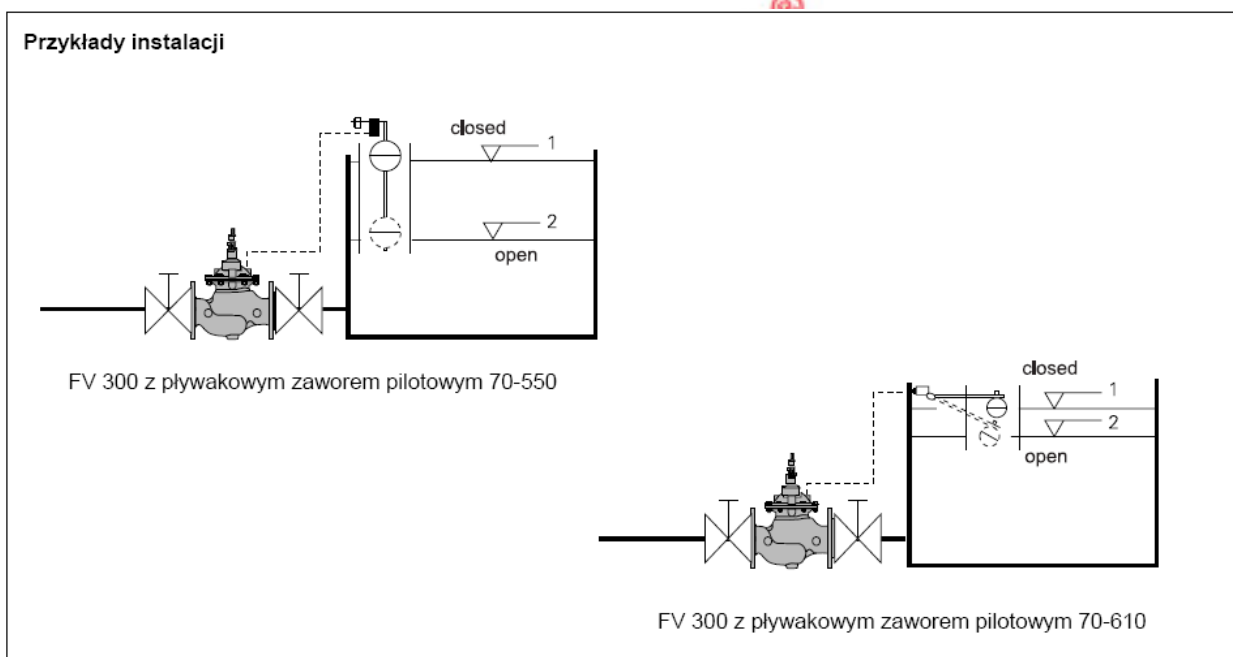 Przykłady instalacji
closed
1
2
open
FV 300 z pływakowym zaworem pilotowym 70-550
closed
1
2
open
FV 300 z pływakowym zaworem pilotowym 70-610